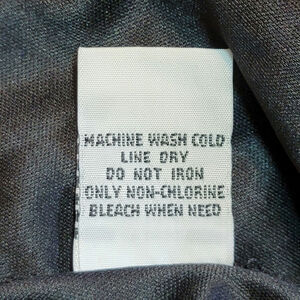 MACHINE WASH COLD
LINE DRY
DO NOT IRON
ONLY NON-CHLORINE
BLEACH WHEN NEED